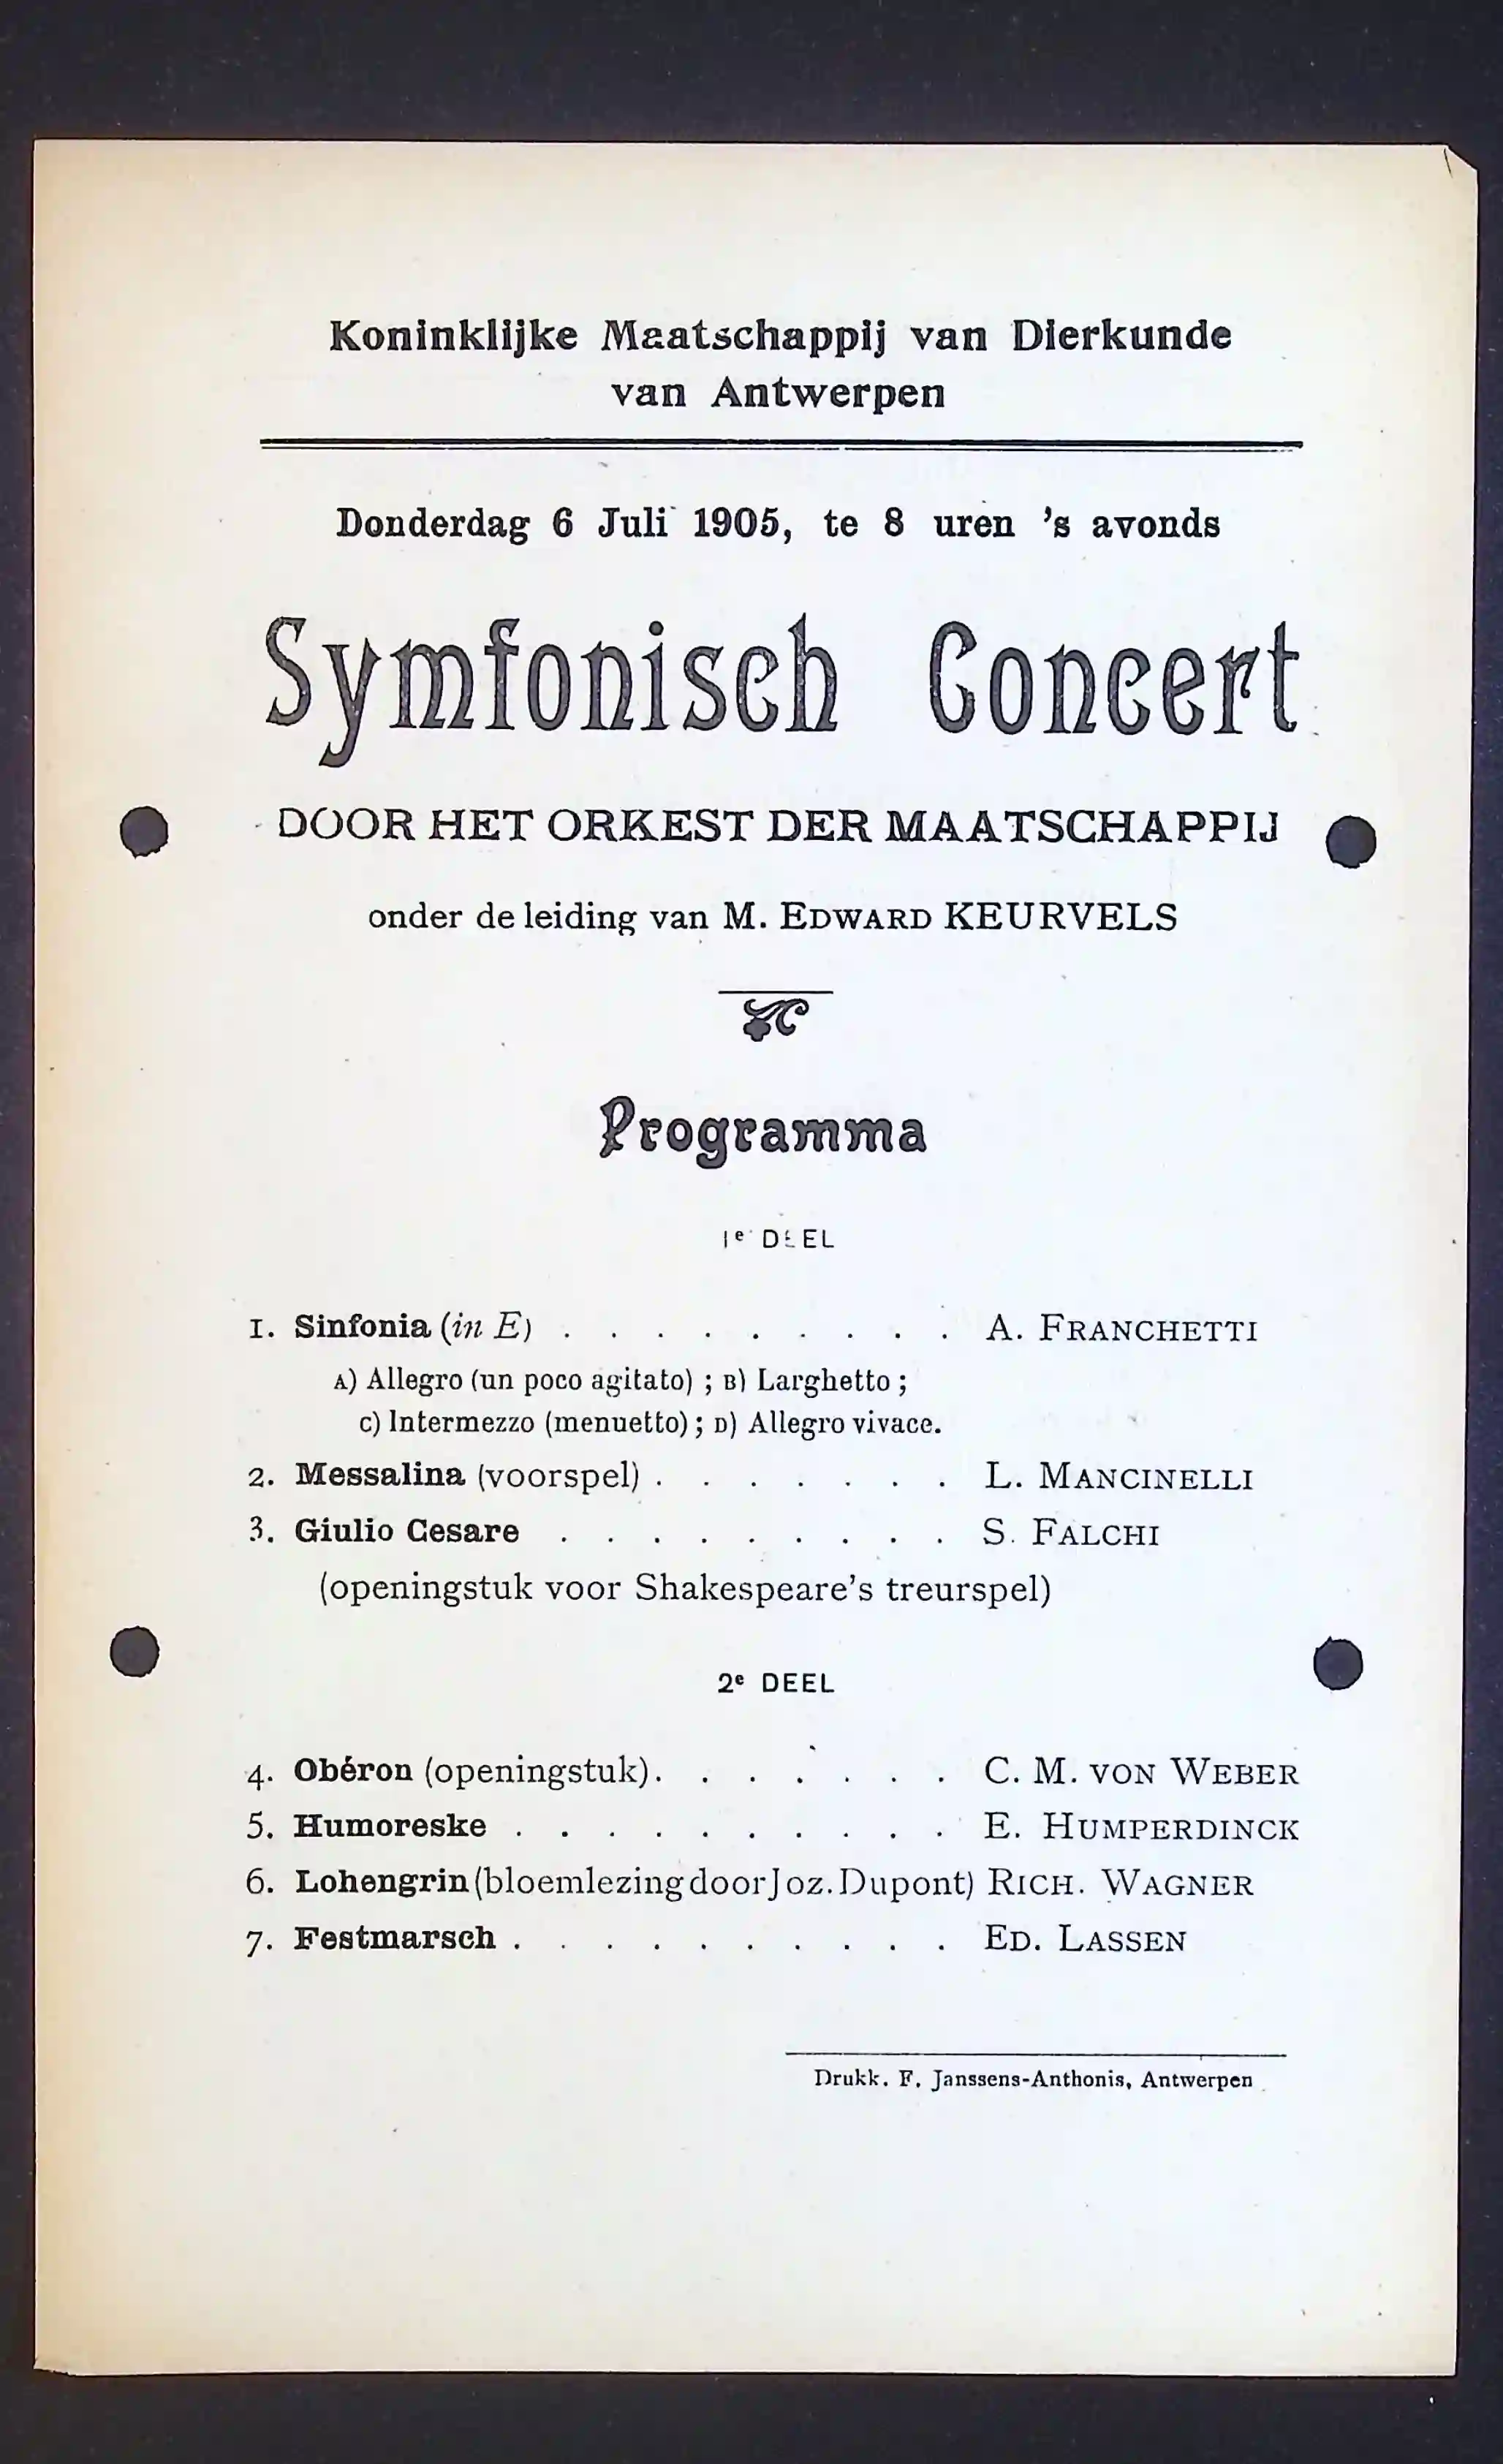 Koninklijke Maatschappij van Dierkunde
van Antwerpen
Donderdag 6 Juli 1905, te 8 uren 's avonds
Symfonisch Concert
DOOR HET ORKEST DER MAATSCHAPPIJ
onder de leiding van M. EDWARD KEURVELS
Programma
1e DEEL
1. Sinfonia (in E) . . . . . . . . . A. FRANCHETTI
A) Allegro (un poco agitato) ; B) Larghetto ;
C) Intermezzo (menuetto) ; D) Allegro vivace.
2. Messalina (voorspel) . . . . . . . L. MANCINELLI
3. Giulio Cesare . . . . . . . . . S. FALCHI
(openingstuk voor Shakespeare's treurspel)
2e DEEL
4. Obéron (openingstuk). . . . . . . C. M. VON WEBER
5. Humoreske . . . . . . . . . . E. HUMPERDINCK
6. Lohengrin (bloemlezing door Joz. Dupont) RICH. WAGNER
7. Festmarsch . . . . . . . . . . ED. LASSEN
Drukk. F. Janssens-Anthonis, Antwerpen